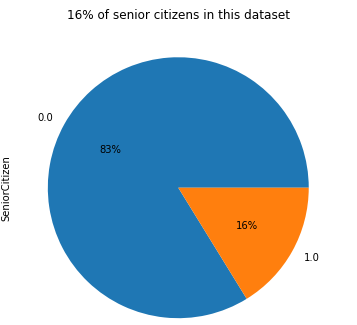 16% of senior citizens in this dataset
0.0
83%
SeniorCitizen
16%
1.0